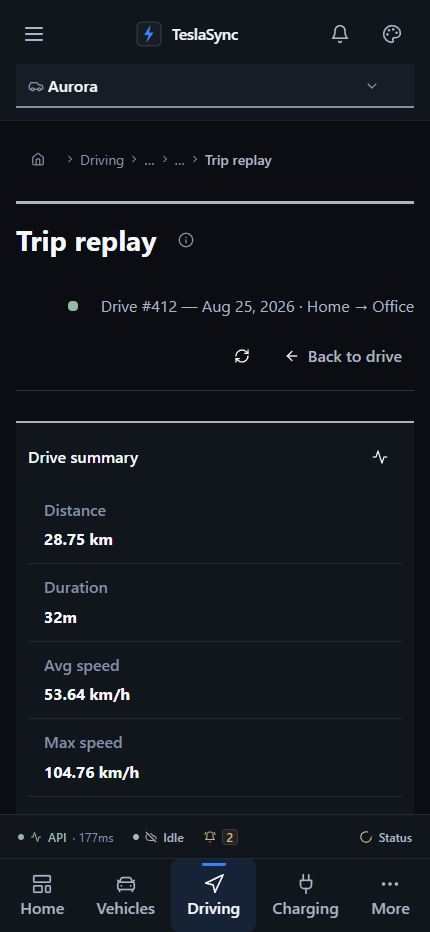 TeslaSync
Aurora
Driving > ... > ... > Trip replay
Trip replay
Drive #412 — Aug 25, 2026 · Home → Office
← Back to drive
Drive summary
Distance
28.75 km
Duration
32m
Avg speed
53.64 km/h
Max speed
104.76 km/h
API · 177ms Idle 2 Status
Home Vehicles Driving Charging More